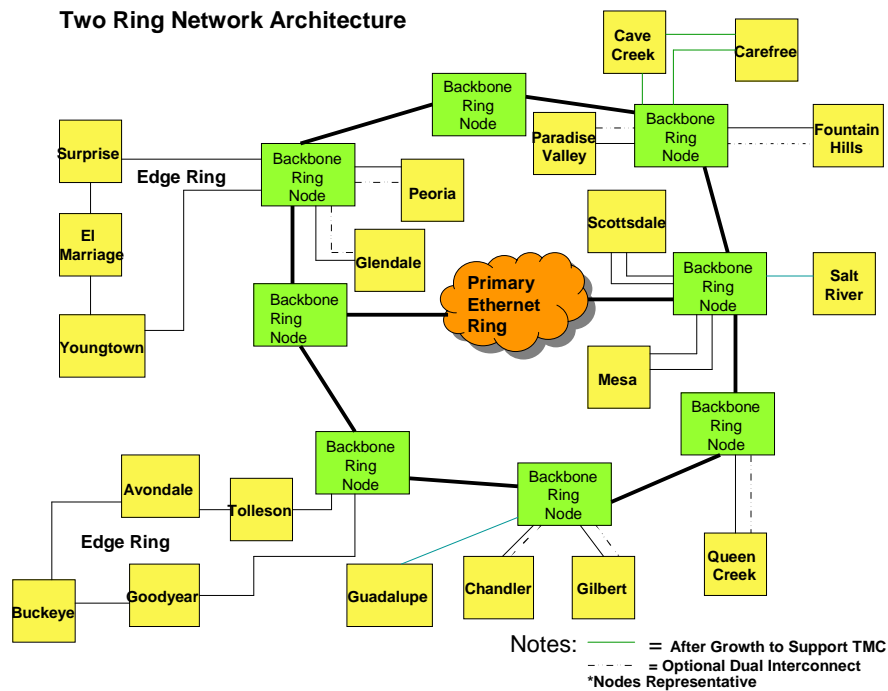 Two Ring Network Architecture
Cave
Creek
Carefree
Backbone
Ring
Node
Backbone
Ring
Node
Paradise
Valley
Fountain
Hills
Surprise
Edge Ring
Backbone
Ring
Node
Peoria
El
Marriage
Glendale
Scottsdale
Backbone
Ring
Node
Salt
River
Primary
Ethernet
Ring
Backbone
Ring
Node
Youngtown
Mesa
Backbone
Ring
Node
Backbone
Ring
Node
Backbone
Ring
Node
Avondale
Tolleson
Edge Ring
Buckeye
Goodyear
Guadalupe
Chandler
Gilbert
Queen
Creek
Notes:
= After Growth to Support TMC
= Optional Dual Interconnect
*Nodes Representative